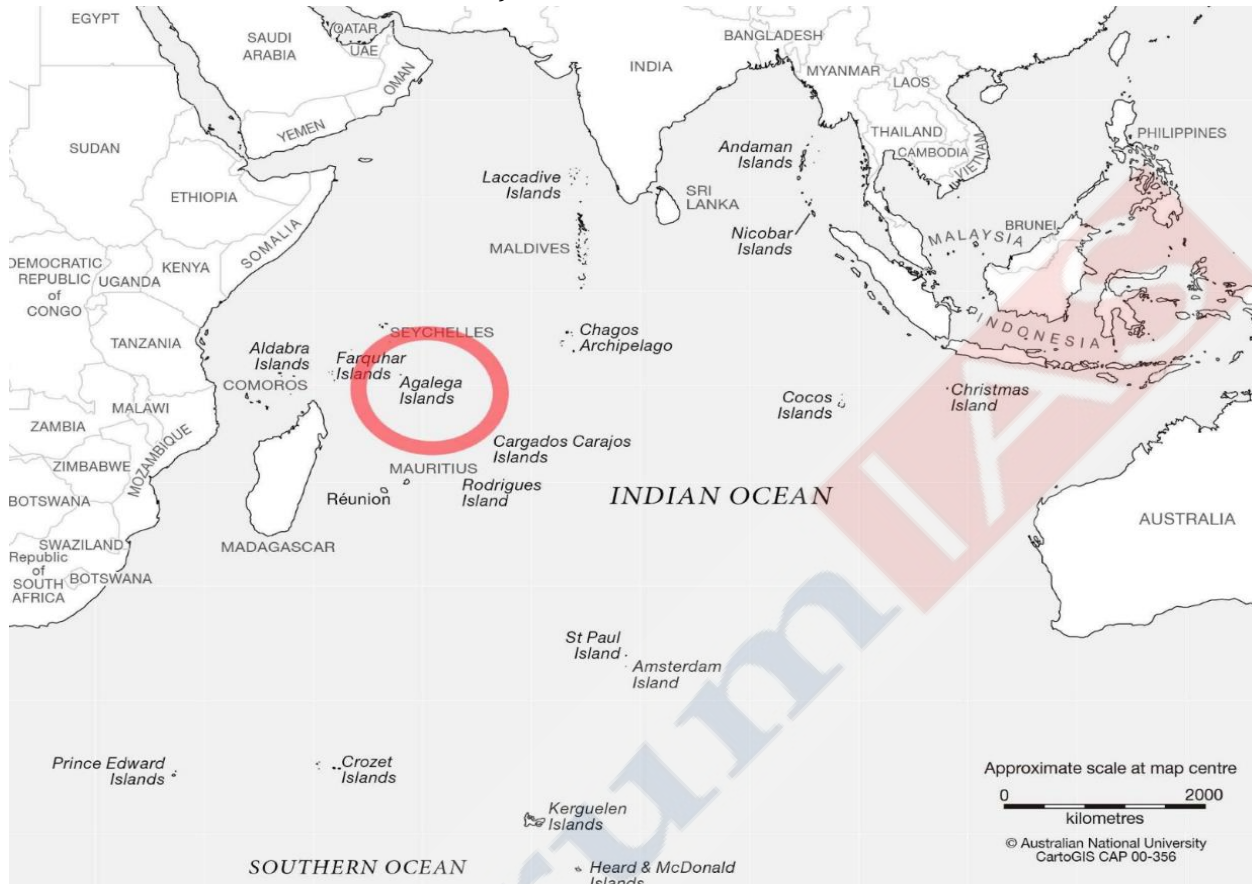 EGYPT
SAUDI
ARABIA
QATAR
UAE
OMAN
YEMEN
SUDAN
ETHIOPIA
SOMALIA
DEMOCRATIC
REPUBLIC
of
CONGO
UGANDA
KENYA
TANZANIA
MALAWI
ZAMBIA
MOZAMBIQUE
ZIMBABWE
BOTSWANA
SWAZILAND
Republic
of
SOUTH
AFRICA
BOTSWANA
COMOROS
MADAGASCAR
Aldabra
Islands
SEYCHELLES
Farquhar
Islands
Agalega
Islands
Cargados Carajos
Islands
MAURITIUS
Réunion
Rodrigues
Island
INDIA
BANGLADESH
MYANMAR
LAOS
THAILAND
CAMBODIA
VIETNAM
PHILIPPINES
Andaman
Islands
Laccadive
Islands
SRI
LANKA
MALDIVES
Nicobar
Islands
MALAYSIA
BRUNEI
INDONESIA
Chagos
Archipelago
Cocos
Islands
Christmas
Island
INDIAN OCEAN
AUSTRALIA
St Paul
Island
Amsterdam
Island
Prince Edward
Islands
Crozet
Islands
Kerguelen
Islands
Heard & McDonald
Islands
SOUTHERN OCEAN
Approximate scale at map centre
0 2000
kilometres
© Australian National University
CartoGIS CAP 00-356
um IAS